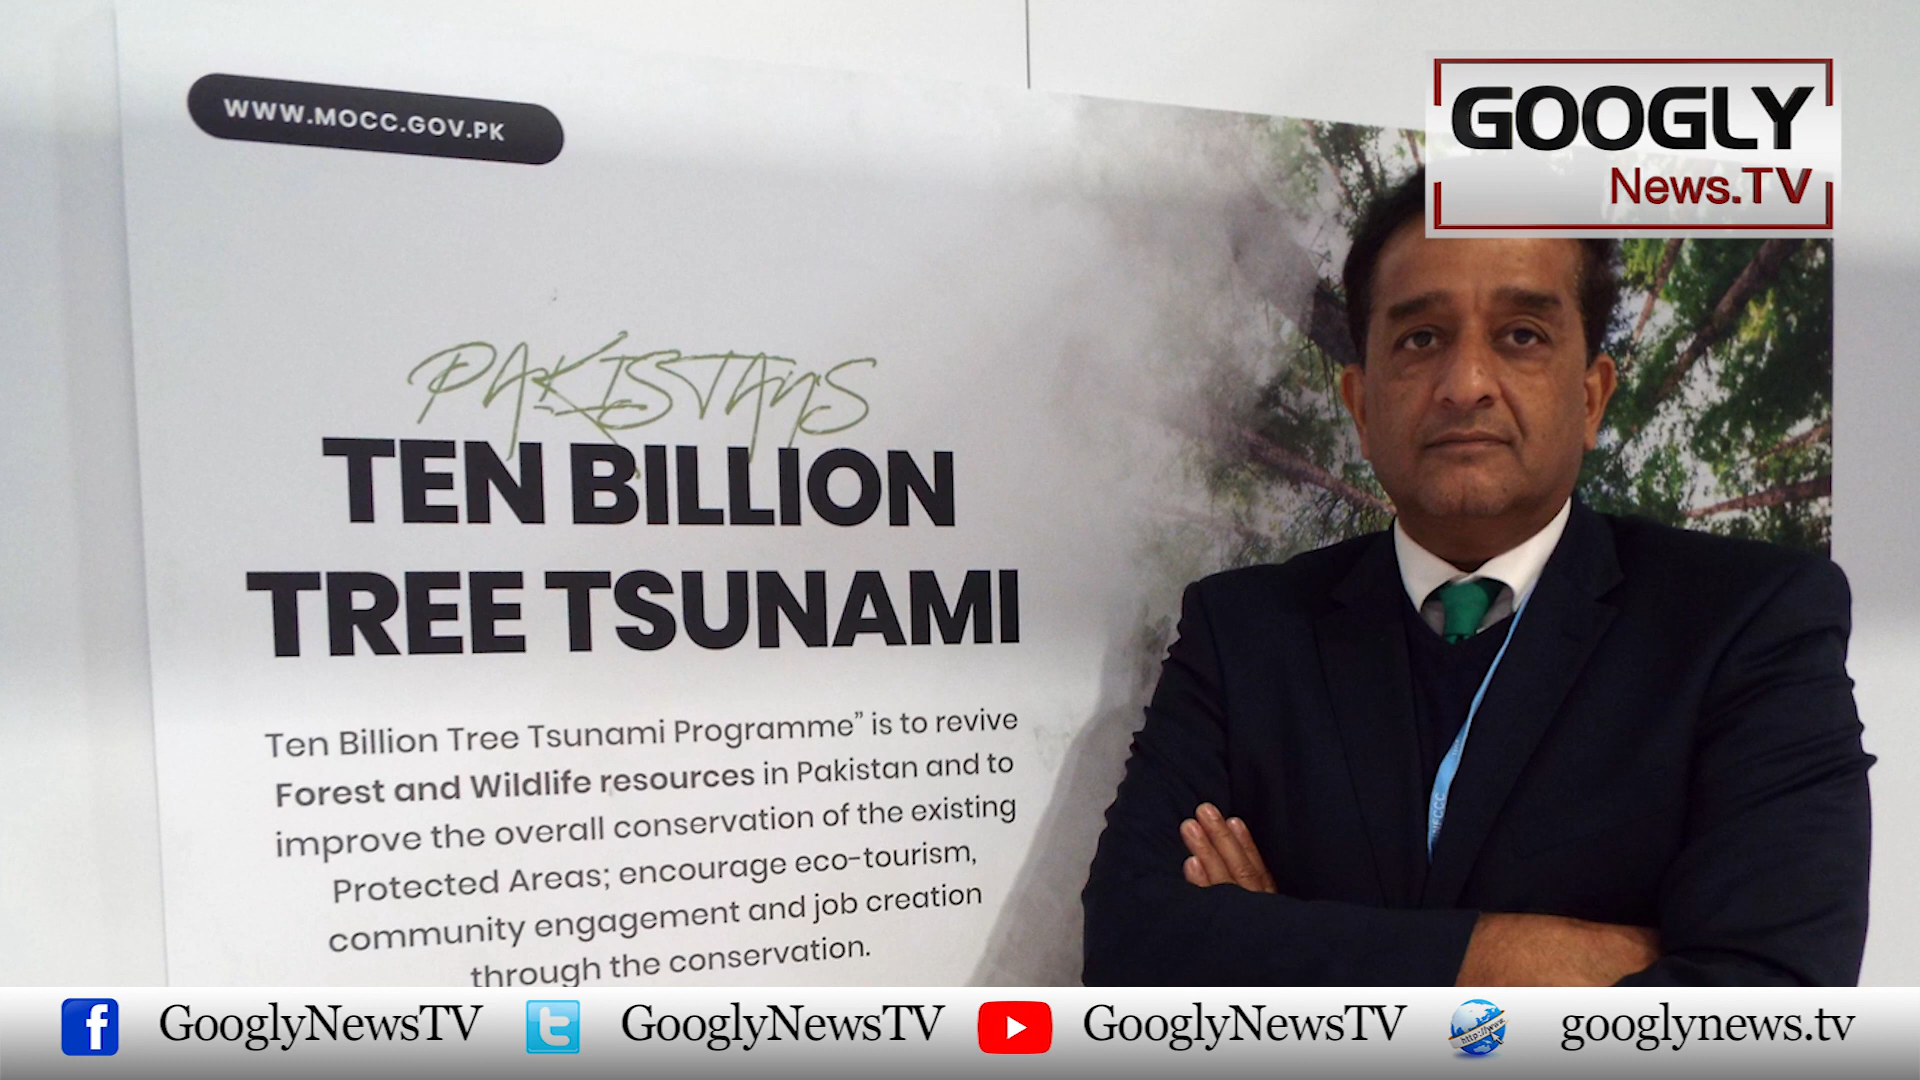 WWW.MOCC.GOV.PK
GOOGLY
News.TV
PAKISTAN'S
TEN BILLION
TREE TSUNAMI
Ten Billion Tree Tsunami Programme” is to revive
Forest and Wildlife resources in Pakistan and to
improve the overall conservation of the existing
Protected Areas; encourage eco-tourism,
community engagement and job creation
through the conservation.
GooglyNewsTV
GooglyNewsTV
GooglyNewsTV
googlynews.tv